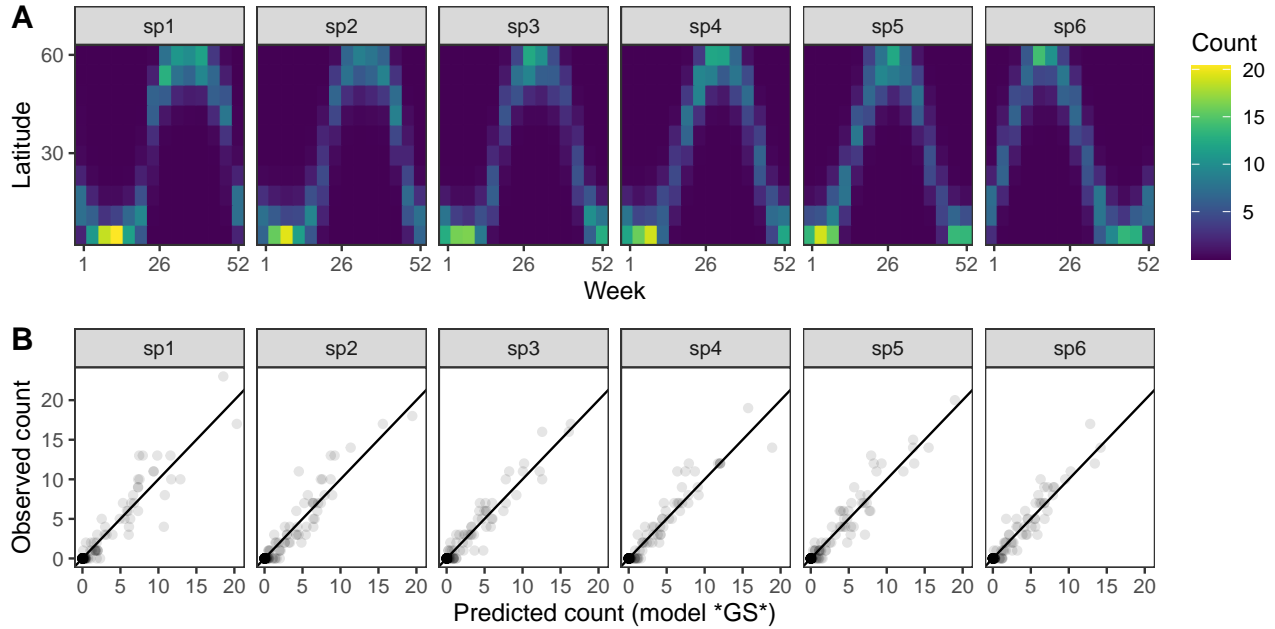 A
sp1 sp2 sp3 sp4 sp5 sp6
Latitude
60
30
1 26 52 1 26 52 1 26 52 1 26 52 1 26 52 1 26 52
Week
Count
20
15
10
5
B
sp1 sp2 sp3 sp4 sp5 sp6
Observed count
20
15
10
5
0
0 5 10 15 20 0 5 10 15 20 0 5 10 15 20 0 5 10 15 20 0 5 10 15 20 0 5 10 15 20
Predicted count (model *GS*)